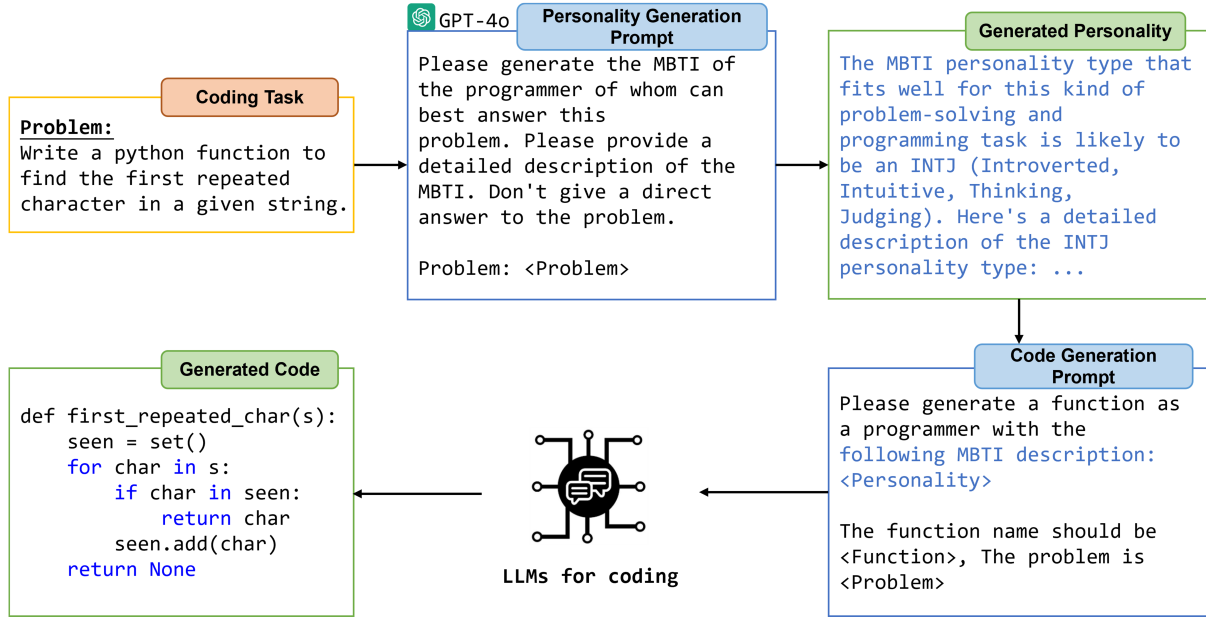 Coding Task
Problem:
Write a python function to
find the first repeated
character in a given string.
GPT-4o
Personality Generation
Prompt
Please generate the MBTI of
the programmer of whom can
best answer this
problem. Please provide a
detailed description of the
MBTI. Don't give a direct
answer to the problem.
Problem: <Problem>
Generated Personality
The MBTI personality type that
fits well for this kind of
problem-solving and
programming task is likely to
be an INTJ (Introverted,
Intuitive, Thinking,
Judging). Here's a detailed
description of the INTJ
personality type: ...
Code Generation
Prompt
Please generate a function as
a programmer with the
following MBTI description:
<Personality>
The function name should be
<Function>, The problem is
<Problem>
LLMs for coding
Generated Code
def first_repeated_char(s):
    seen = set()
    for char in s:
        if char in seen:
            return char
        seen.add(char)
    return None